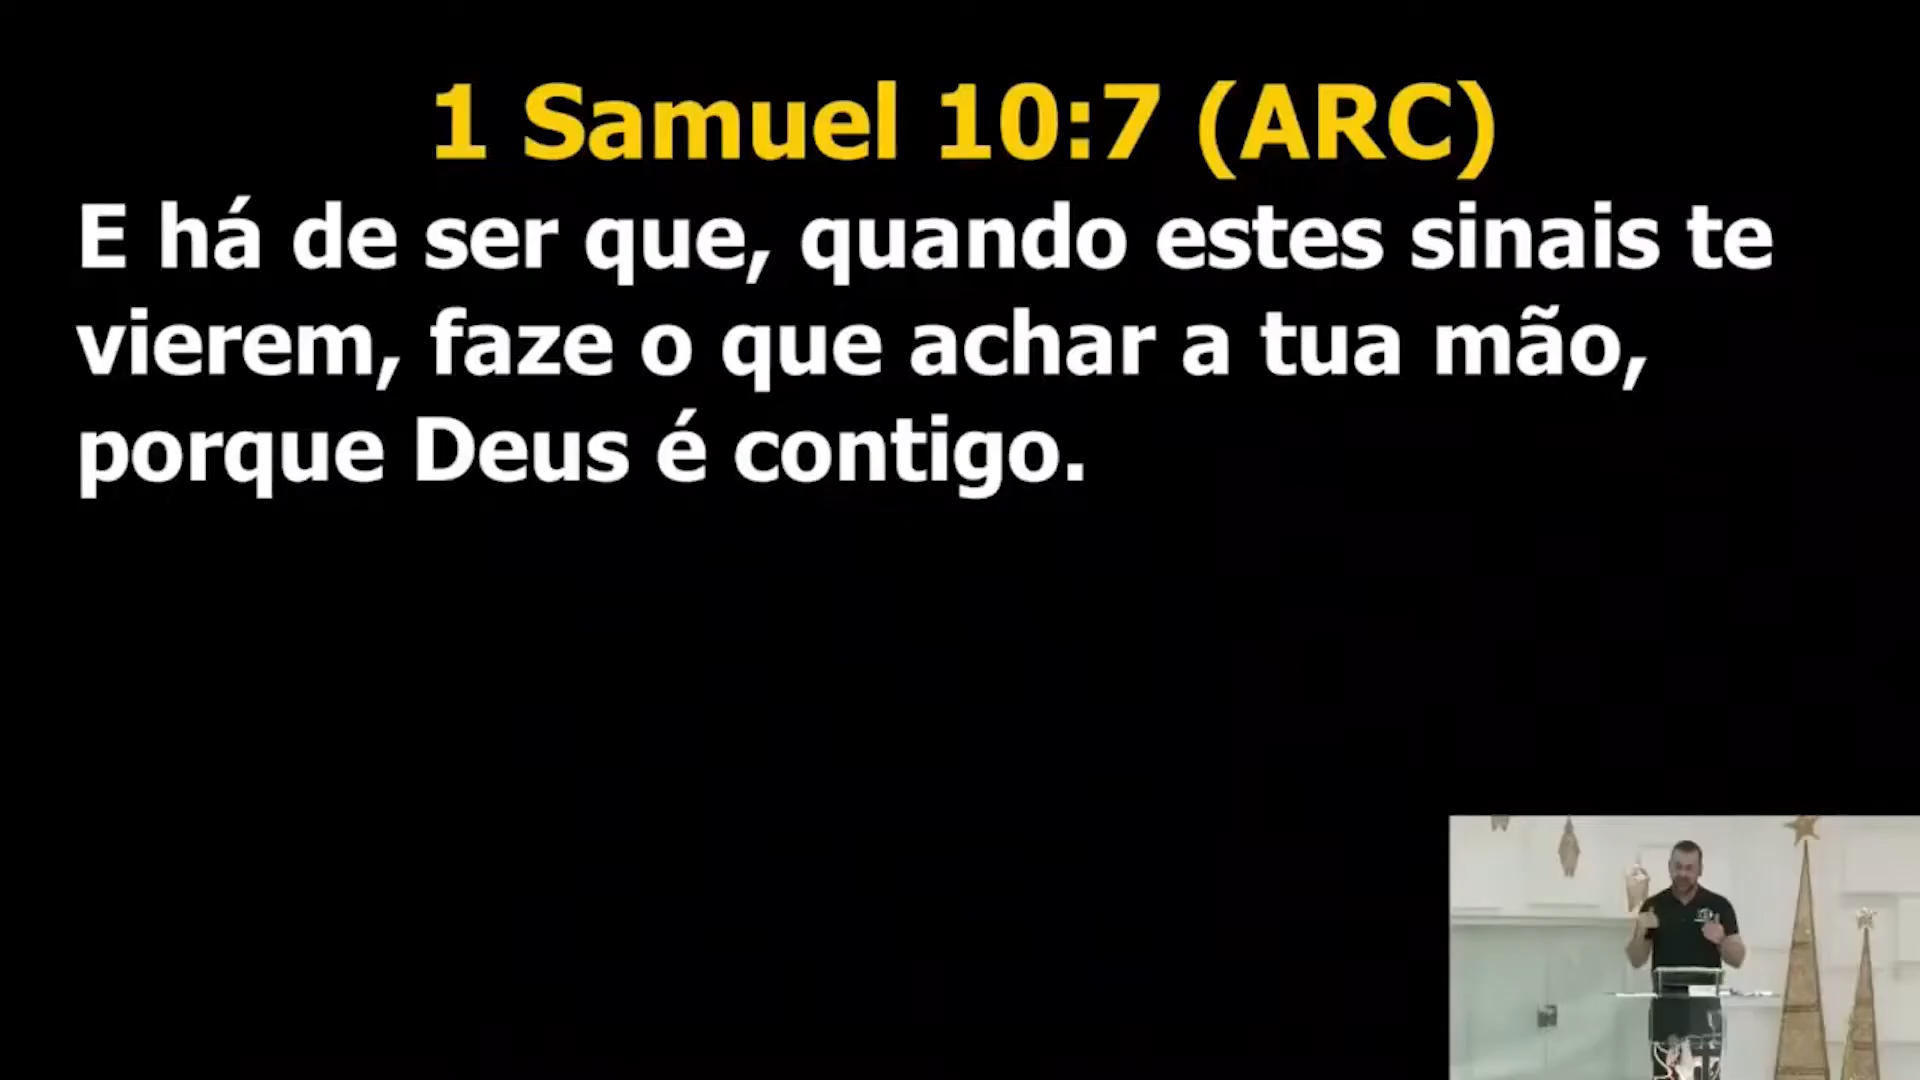 1 Samuel 10:7 (ARC)
E há de ser que, quando estes sinais te
vierem, faze o que achar a tua mão,
porque Deus é contigo.